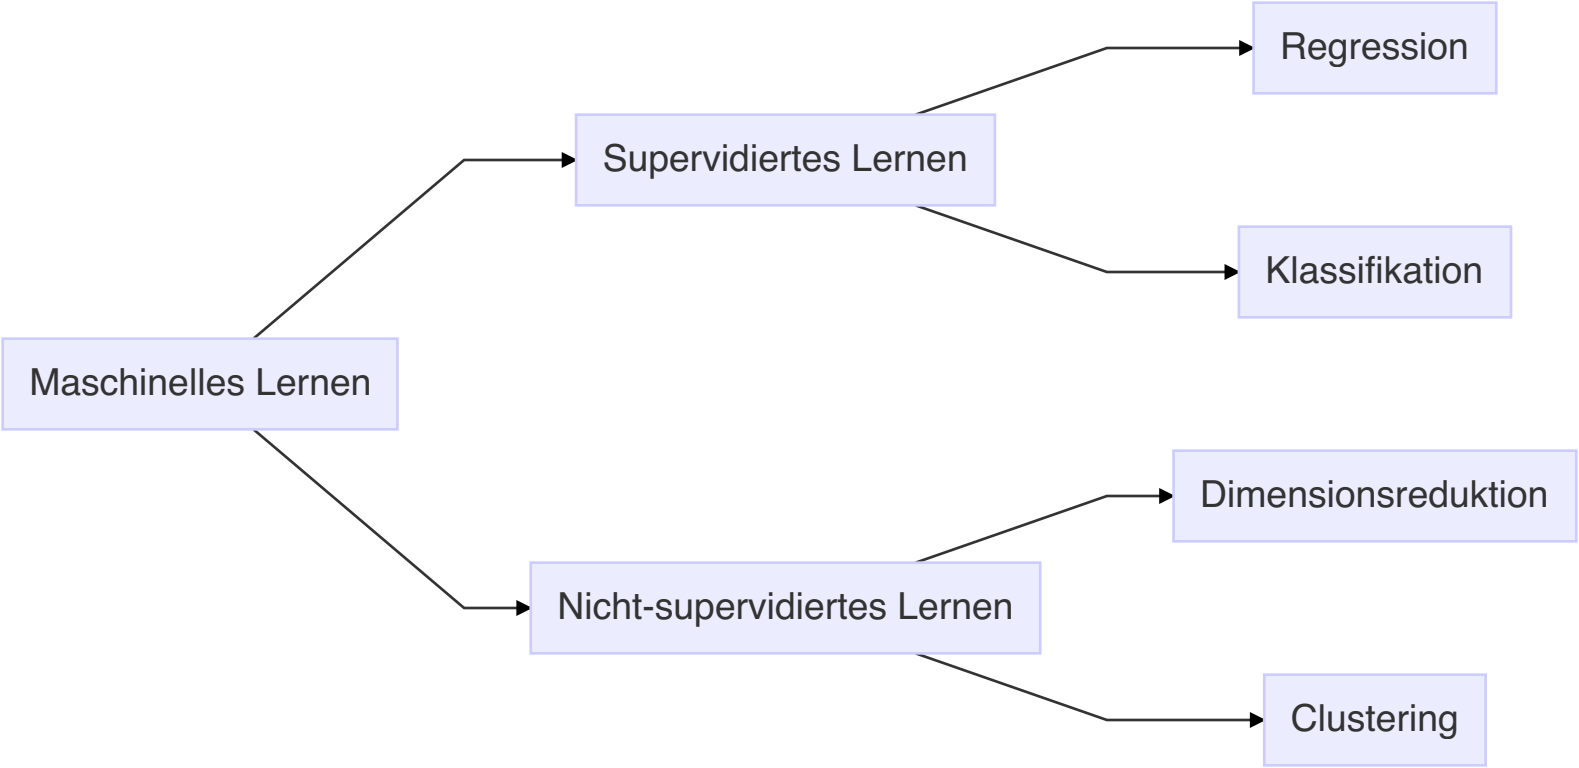 Regression
Supervidiertes Lernen
Klassifikation
Maschinelles Lernen
Dimensionsreduktion
Nicht-supervidiertes Lernen
Clustering